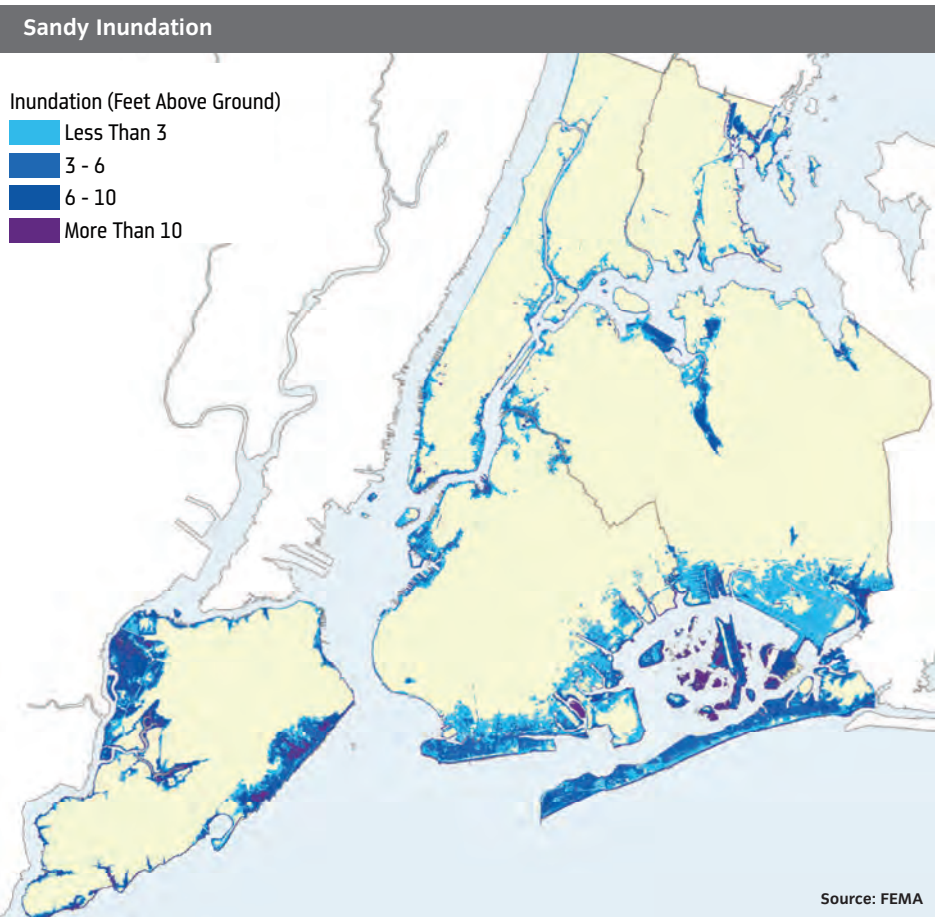 Sandy Inundation
Inundation (Feet Above Ground)
Less Than 3
3 - 6
6 - 10
More Than 10
Source: FEMA